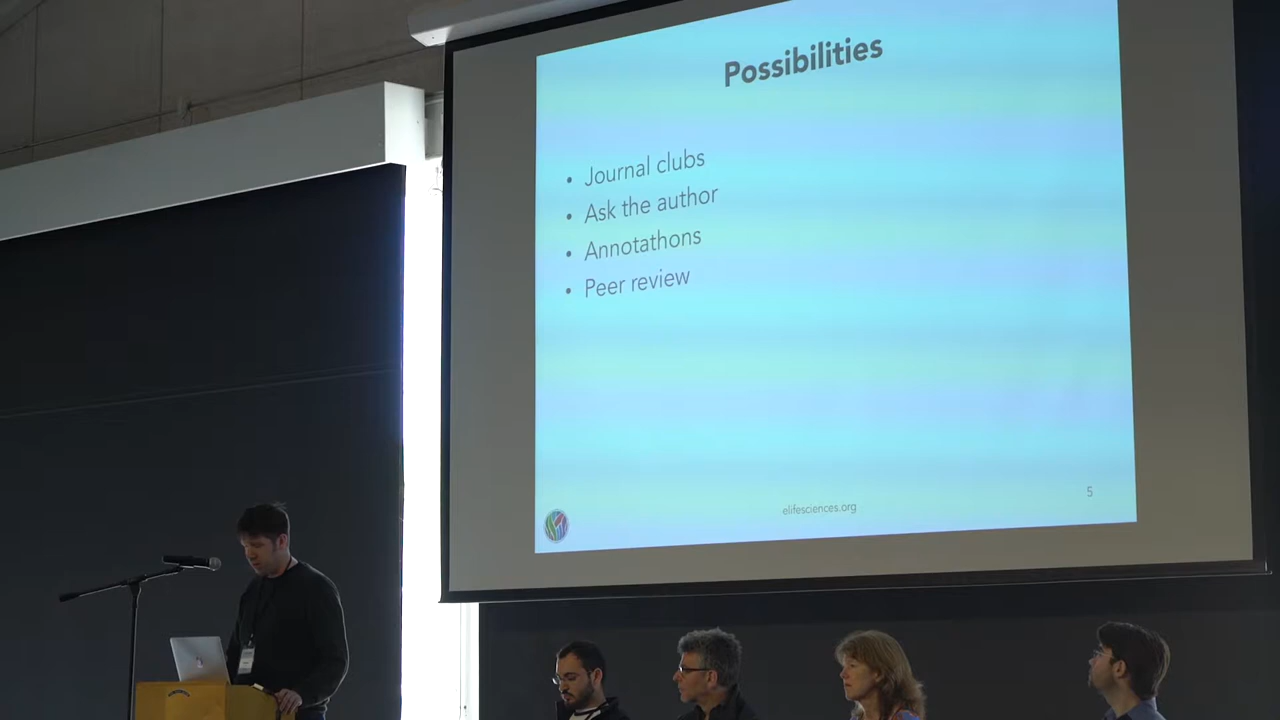 Possibilities
• Journal clubs
• Ask the author
• Annotathons
• Peer review
elifesciences.org
5